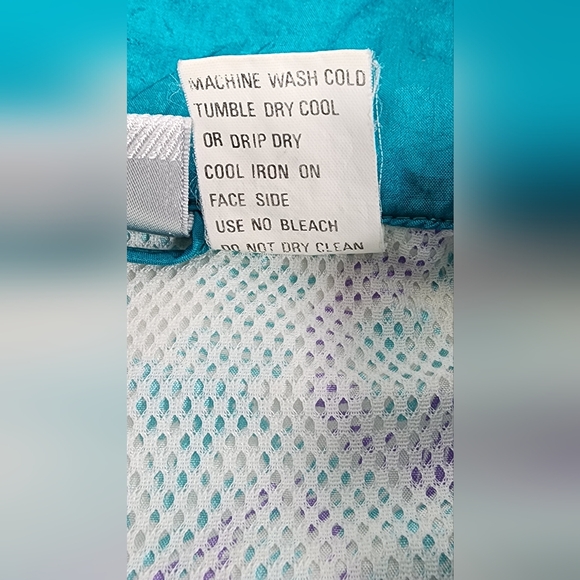 MACHINE WASH COLD
TUMBLE DRY COOL
OR DRIP DRY
COOL IRON ON
FACE SIDE
USE NO BLEACH
DO NOT DRY CLEAN